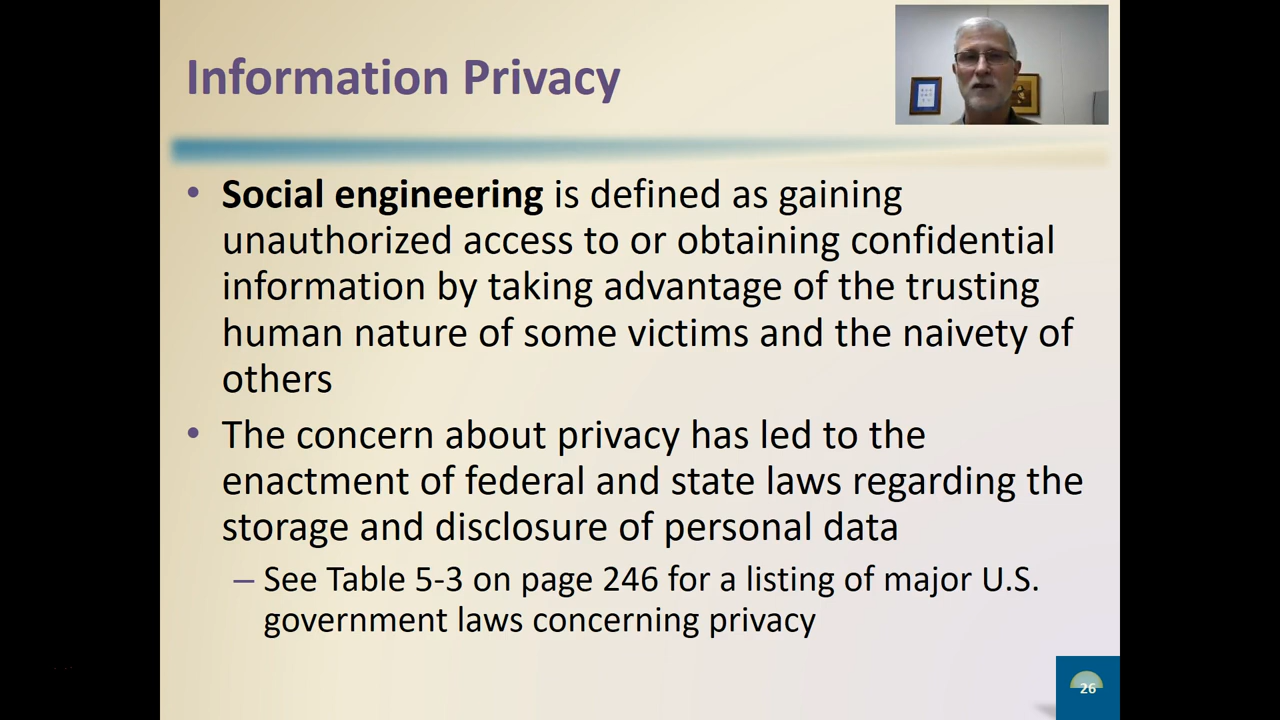 Information Privacy
• Social engineering is defined as gaining
unauthorized access to or obtaining confidential
information by taking advantage of the trusting
human nature of some victims and the naivety of
others
• The concern about privacy has led to the
enactment of federal and state laws regarding the
storage and disclosure of personal data
– See Table 5-3 on page 246 for a listing of major U.S.
government laws concerning privacy
26